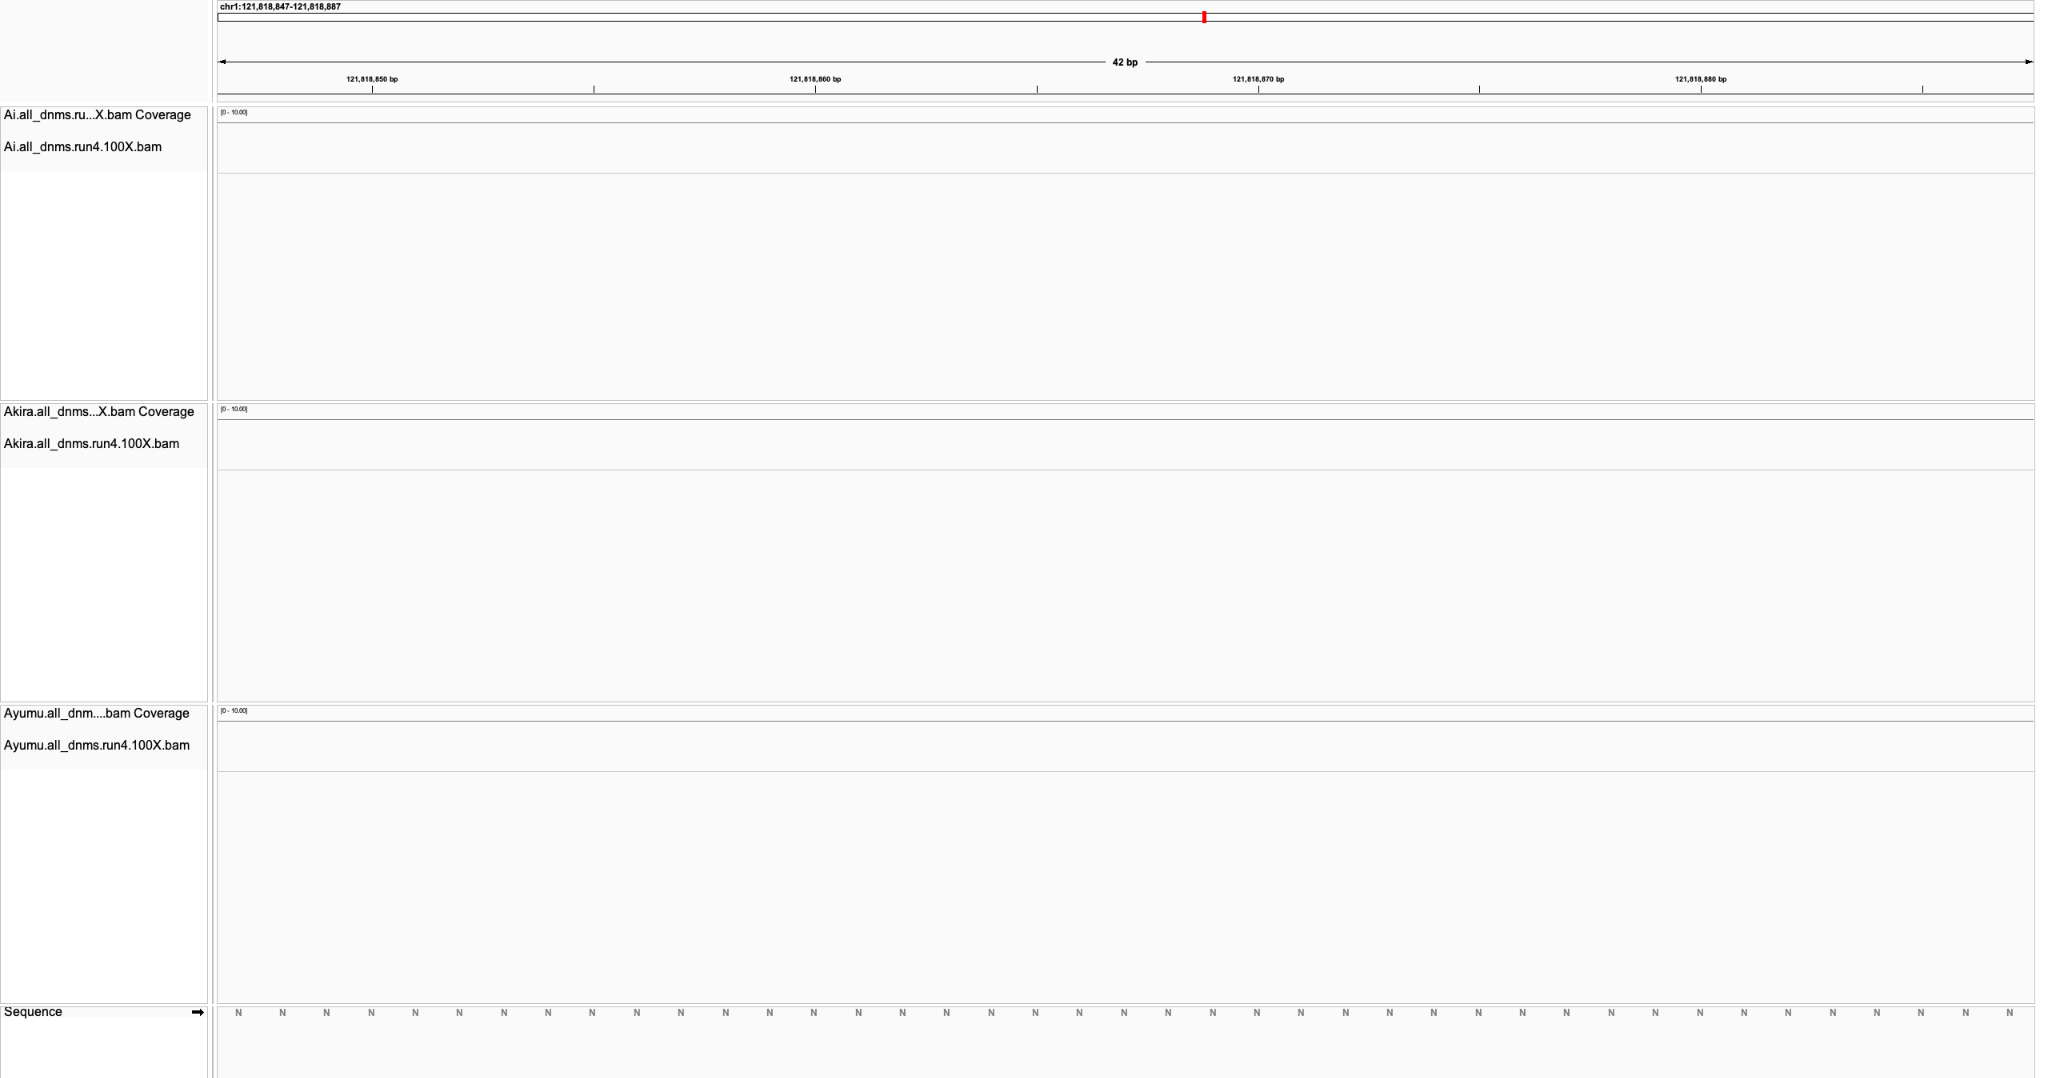 chr1:121,818,847-121,818,887
42 bp
121,818,850 bp 121,818,860 bp 121,818,870 bp 121,818,880 bp
Ai.all_dnms.ru...X.bam Coverage
[0 - 10.00]
Ai.all_dnms.run4.100X.bam
Akira.all_dnms...X.bam Coverage
[0 - 10.00]
Akira.all_dnms.run4.100X.bam
Ayumu.all_dnm....bam Coverage
[0 - 10.00]
Ayumu.all_dnms.run4.100X.bam
Sequence N N N N N N N N N N N N N N N N N N N N N N N N N N N N N N N N N N N N N N N N N